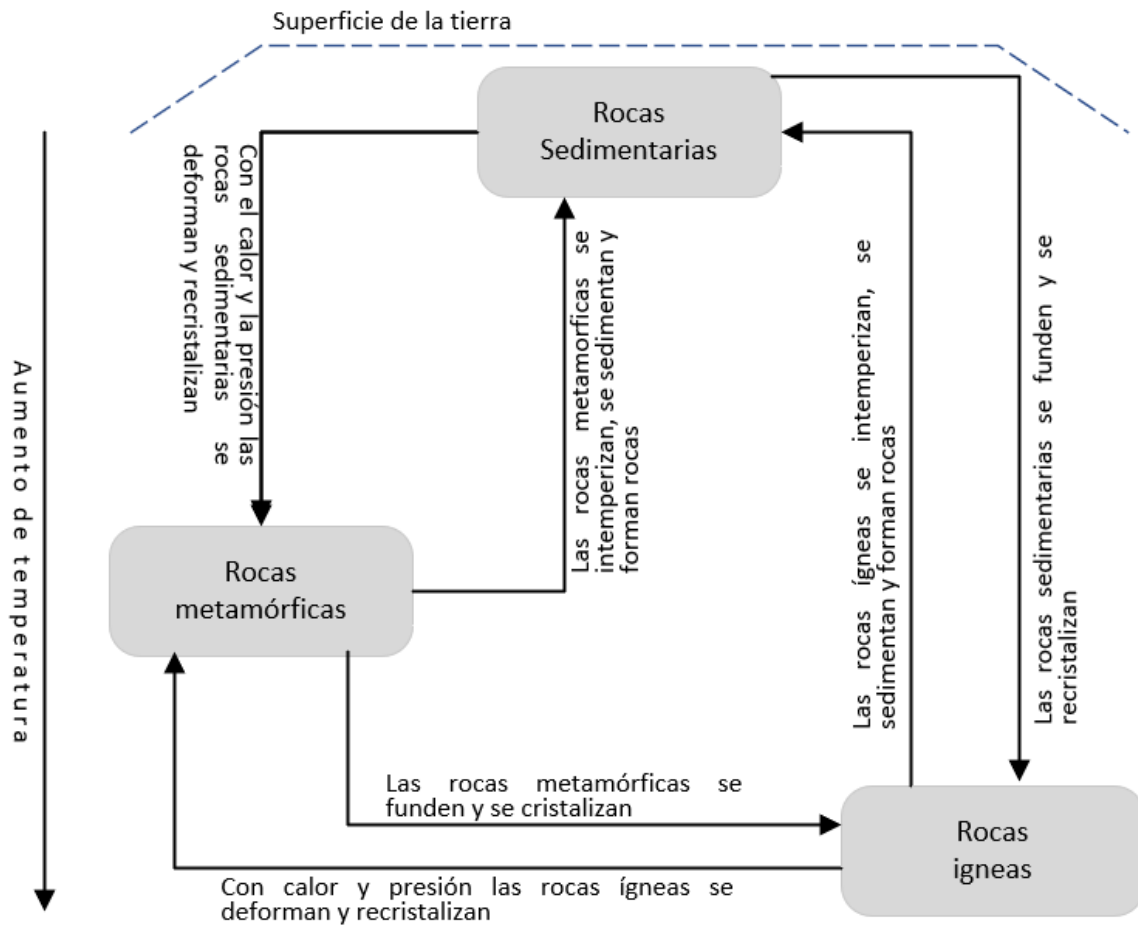 Superficie de la tierra
Rocas
Sedimentarias
Con el calor y la presión las
rocas sedimentarias se
deforman y recristalizan
Las rocas metamorficas se
intemperizan, se sedimentan y
forman rocas
Las rocas ígneas se intemperizan, se
sedimentan y forman rocas
Las rocas sedimentarias se funden y se
recristalizan
Aumento de temperatura
Rocas
metamórficas
Las rocas metamórficas se
funden y se cristalizan
Rocas
igneas
Con calor y presión las rocas ígneas se
deforman y recristalizan